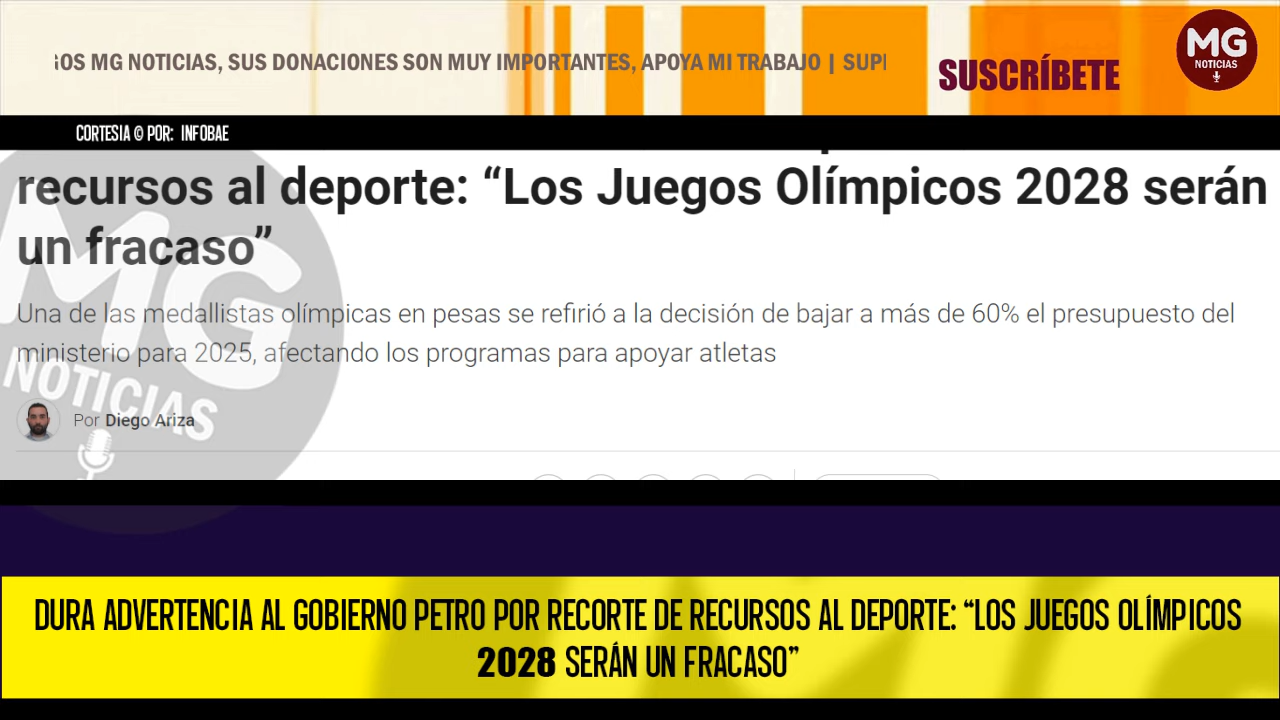 IOS MG NOTICIAS, SUS DONACIONES SON MUY IMPORTANTES, APOYA MI TRABAJO |
SUSCRÍBETE
MG
NOTICIAS
CORTESIA © POR: INFOBAE
recursos al deporte: “Los Juegos Olímpicos 2028 serán
un fracaso”
Una de las medallistas olímpicas en pesas se refirió a la decisión de bajar a más de 60% el presupuesto del
ministerio para 2025, afectando los programas para apoyar atletas
MG
NOTICIAS
Por Diego Ariza
DURA ADVERTENCIA AL GOBIERNO PETRO POR RECORTE DE RECURSOS AL DEPORTE: “LOS JUEGOS OLÍMPICOS
2028 SERÁN UN FRACASO”